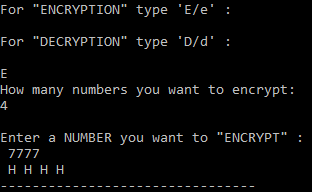 For "ENCRYPTION" type 'E/e' :
For "DECRYPTION" type 'D/d' :
E
How many numbers you want to encrypt:
4
Enter a NUMBER you want to "ENCRYPT" :
7777
H H H H
--------------------------------